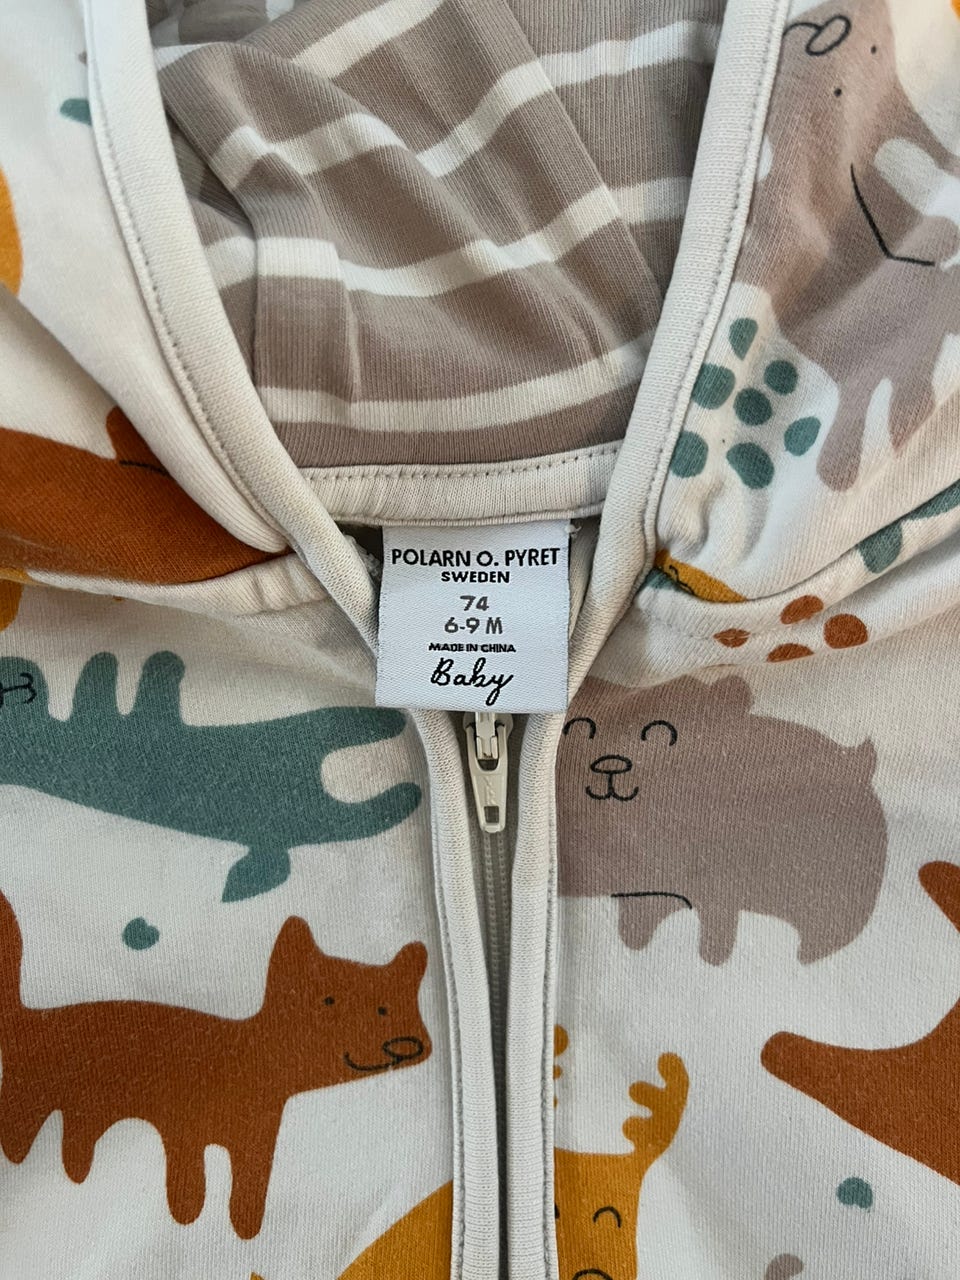 POLARN O. PYRET
SWEDEN
74
6-9 M
MADE IN CHINA
Baby